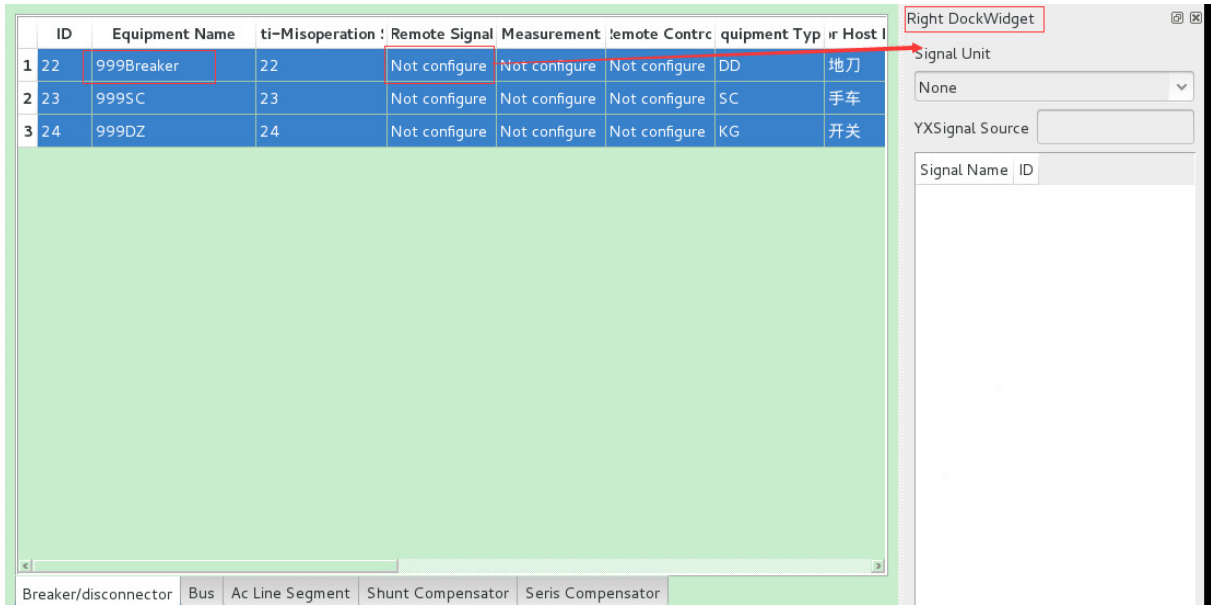 ID Equipment Name ti-Misoperation Remote Signal Measurement emote Contrc quipment Typ or Host I
1 22 999Breaker 22 Not configure Not configure Not configure DD 地刀
2 23 999SC 23 Not configure Not configure Not configure SC 手车
3 24 999DZ 24 Not configure Not configure Not configure KG 开关
Breaker/disconnector Bus Ac Line Segment Shunt Compensator Seris Compensator
Right DockWidget
Signal Unit
None
YXSignal Source
Signal Name ID